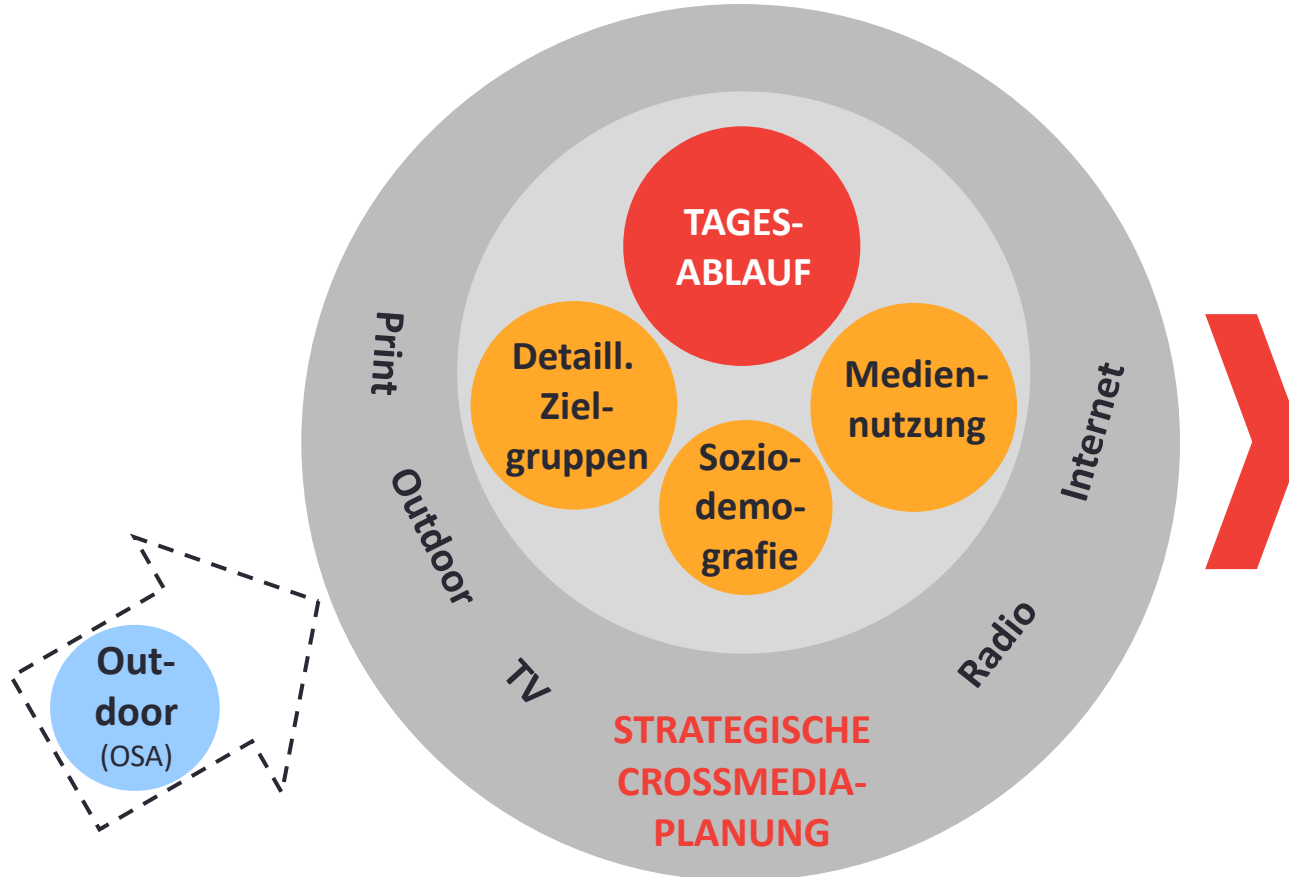 TAGES-
ABLAUF
Detaill.
Ziel-
gruppen
Medien-
nutzung
Sozio-
demo-
grafie
Print
Outdoor
TV
Radio
Internet
STRATEGISCHE
CROSSMEDIA-
PLANUNG
Out-
door
(OSA)